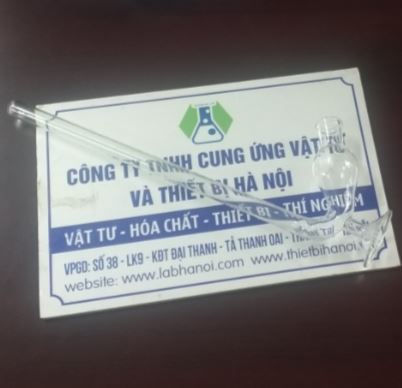 CÔNG TY TNHH CUNG ỨNG VẬT TƯ
VÀ THIẾT BỊ HÀ NỘI
VẬT TƯ - HÓA CHẤT - THIẾT BỊ - THÍ NGHIỆM
VPGD: SỐ 38 - LK9 - KĐT ĐẠI THANH - TẢ THANH OAI -
website: www.labhanoi.com www.thietbihanoi.